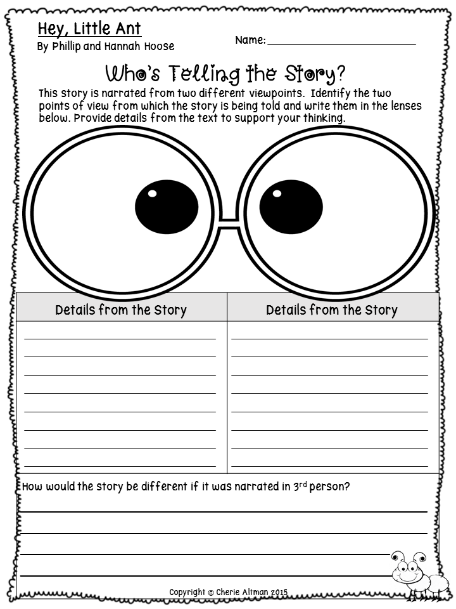 Hey, Little Ant
By Phillip and Hannah Hoose
Name:
Who's Telling the Story?
This story is narrated from two different viewpoints. Identify the two
points of view from which the story is being told and write them in the lenses
below. Provide details from the text to support your thinking.
Details from the Story
Details from the Story
How would the story be different if it was narrated in 3rd person?
Copyright © Cherie Altman 2015